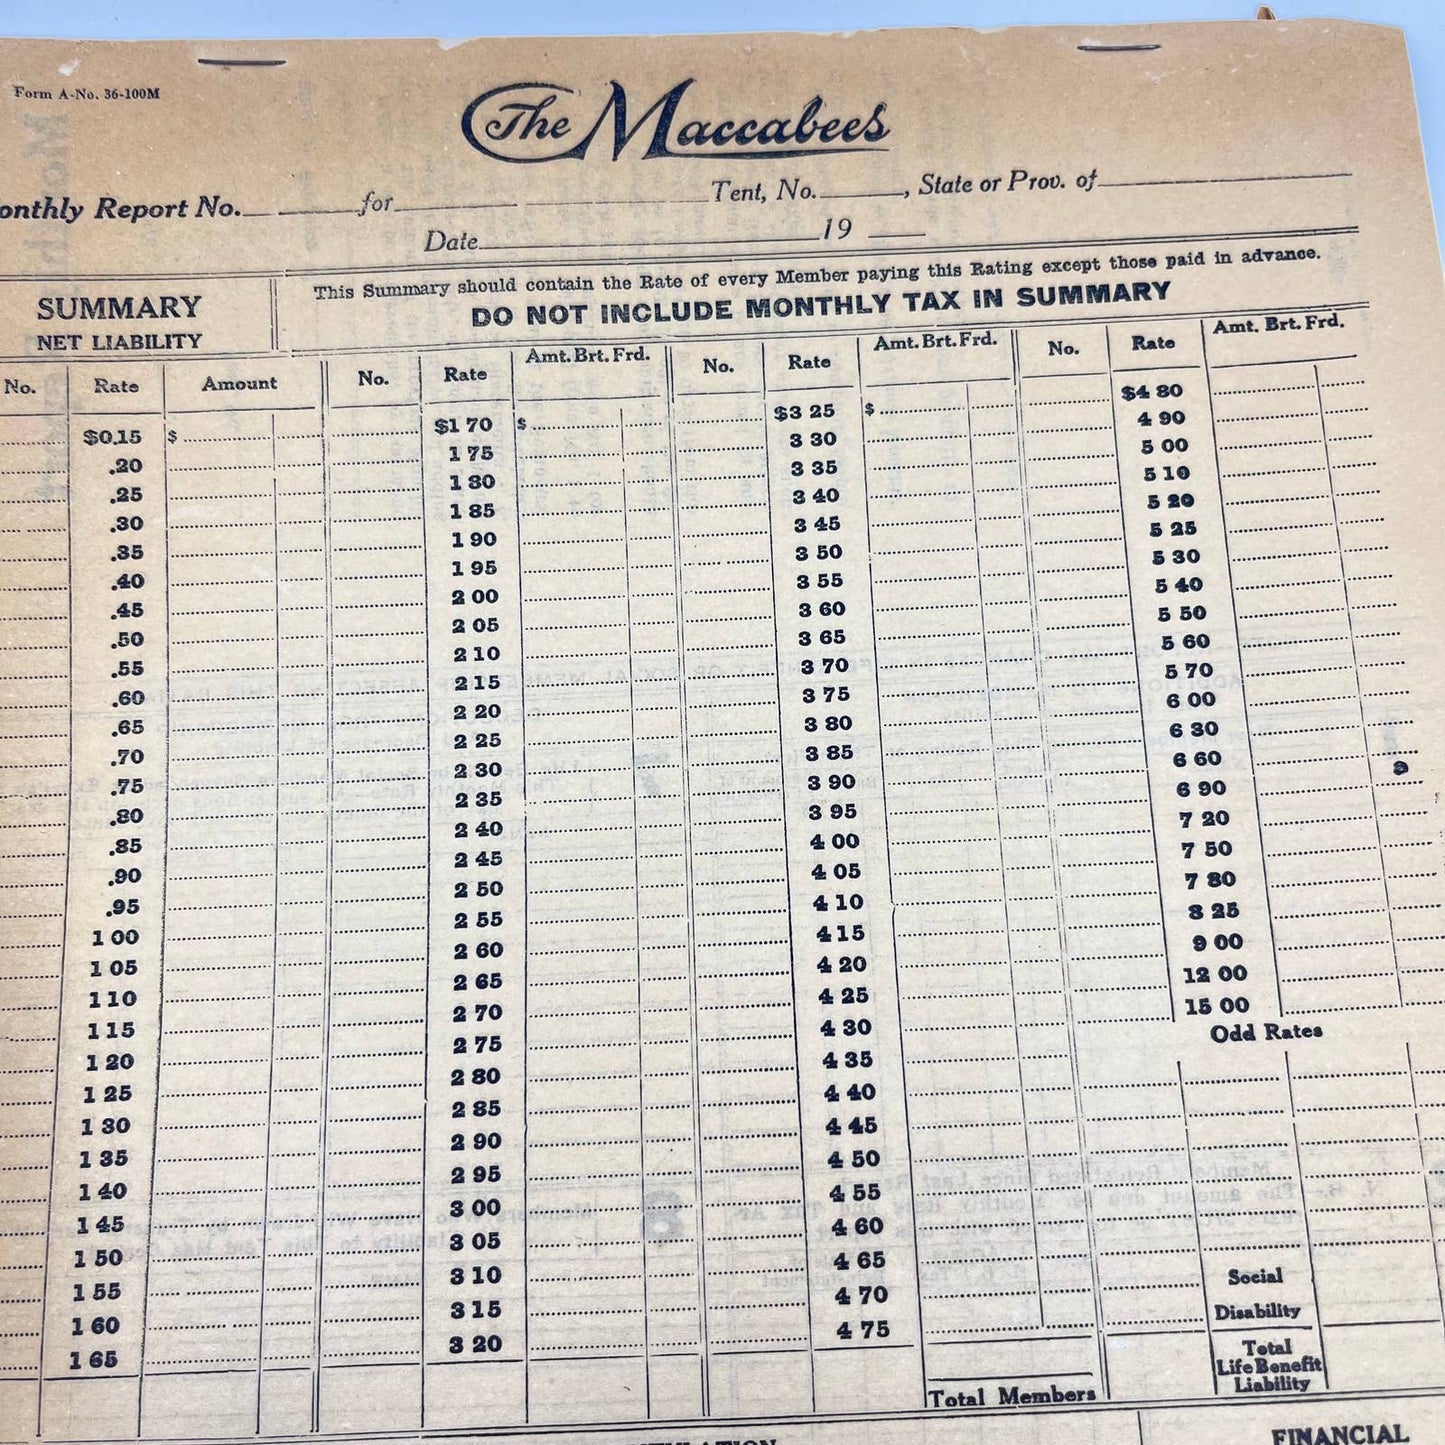 Form A-No. 36-100M
The Maccabees
onthly Report No. for Tent, No. , State or Prov. of
Date 19
SUMMARY
NET LIABILITY
This Summary should contain the Rate of every Member paying this Rating except those paid in advance.
DO NOT INCLUDE MONTHLY TAX IN SUMMARY
No. Rate Amount No. Rate Amt. Brt. Frd. No. Rate Amt. Brt. Frd. No. Rate Amt. Brt. Frd.
$0.15 $ $1 70 $ $3 25 $ $4 80
.20 1 75 3 30 4 90
.25 1 80 3 35 5 00
.30 1 85 3 40 5 10
.35 1 90 3 45 5 20
.40 1 95 3 50 5 25
.45 2 00 3 55 5 30
.50 2 05 3 60 5 40
.55 2 10 3 65 5 50
.60 2 15 3 70 5 60
.65 2 20 3 75 5 70
.70 2 25 3 80 6 00
.75 2 30 3 85 6 30
.80 2 35 3 90 6 60
.85 2 40 3 95 6 90
.90 2 45 4 00 7 20
.95 2 50 4 05 7 50
1 00 2 55 4 10 7 80
1 05 2 60 4 15 8 25
1 10 2 65 4 20 9 00
1 15 2 70 4 25 12 00
1 20 2 75 4 30 15 00
1 25 2 80 4 35 Odd Rates
1 30 2 85 4 40
1 35 2 90 4 45
1 40 2 95 4 50
1 45 3 00 4 55
1 50 3 05 4 60
1 55 3 10 4 65 Social
1 60 3 15 4 70 Disability
1 65 3 20 4 75
Total
Life Benefit
Liability
Total Members
FINANCIAL